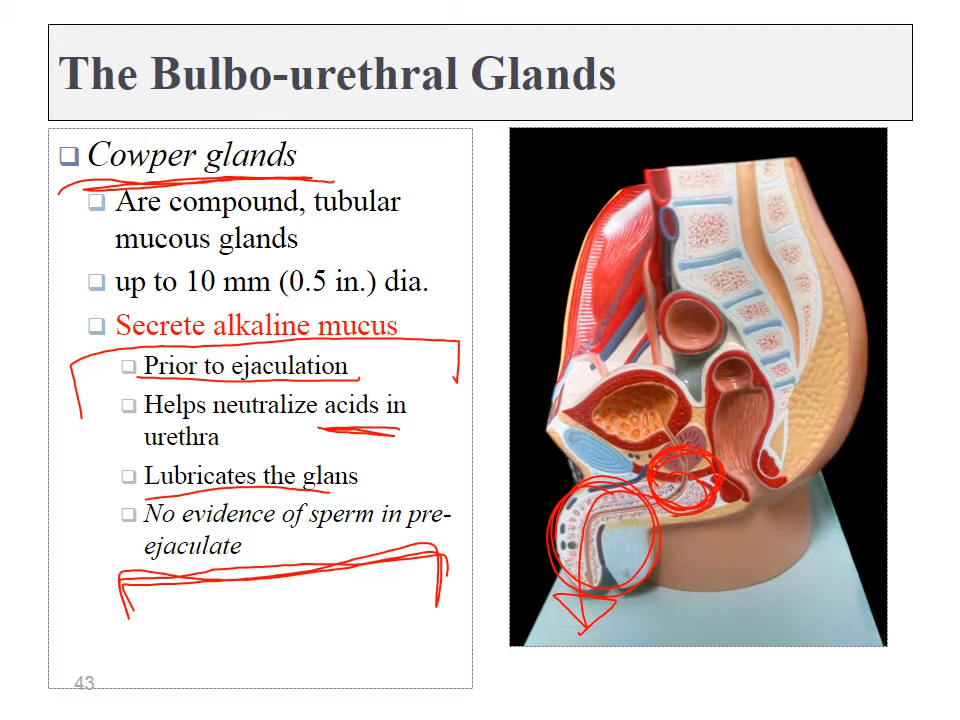 The Bulbo-urethral Glands
Cowper glands
Are compound, tubular
mucous glands
up to 10 mm (0.5 in.) dia.
Secrete alkaline mucus
Prior to ejaculation
Helps neutralize acids in
urethra
Lubricates the glans
No evidence of sperm in pre-
ejaculate
43